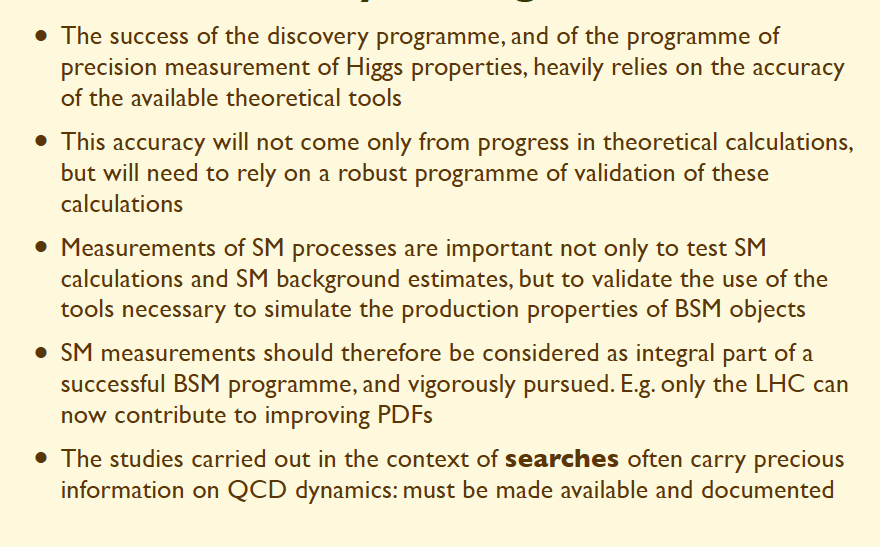 • The success of the discovery programme, and of the programme of
precision measurement of Higgs properties, heavily relies on the accuracy
of the available theoretical tools
• This accuracy will not come only from progress in theoretical calculations,
but will need to rely on a robust programme of validation of these
calculations
• Measurements of SM processes are important not only to test SM
calculations and SM background estimates, but to validate the use of the
tools necessary to simulate the production properties of BSM objects
• SM measurements should therefore be considered as integral part of a
successful BSM programme, and vigorously pursued. E.g. only the LHC can
now contribute to improving PDFs
• The studies carried out in the context of searches often carry precious
information on QCD dynamics: must be made available and documented